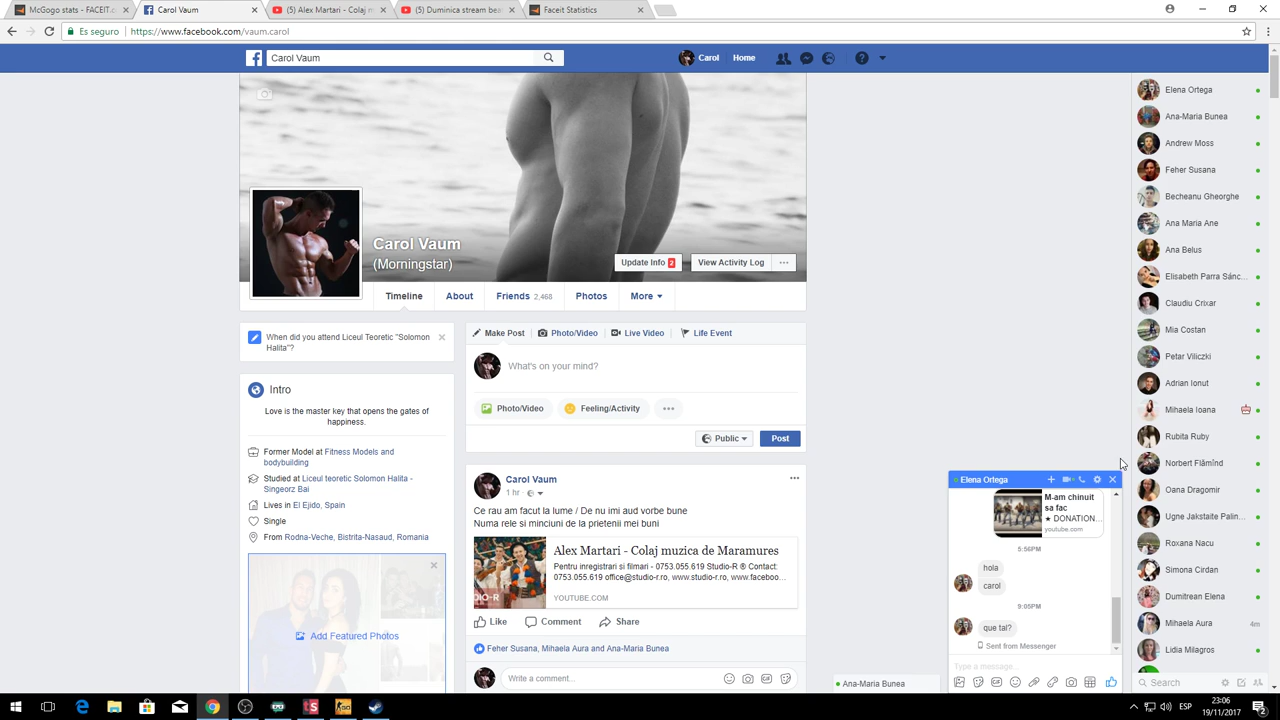 McGogo stats - FACEIT.c
Carol Vaum
(5) Alex Martari - Colaj m
(5) Duminica stream bea
Faceit Statistics
Es seguro
https://www.facebook.com/vaum.carol
Carol Vaum
Carol
Home
Carol Vaum
(Morningstar)
Update Info 2
View Activity Log
Timeline
About
Friends 2,468
Photos
More
When did you attend Liceul Teoretic "Solomon
Halita"?
Intro
Love is the master key that opens the gates of
happiness.
Former Model at Fitness Models and
bodybuilding
Studied at Liceul teoretic Solomon Halita -
Singeorz Bai
Lives in El Ejido, Spain
Single
From Rodna-Veche, Bistrita-Nasaud, Romania
Add Featured Photos
Make Post
Photo/Video
Live Video
Life Event
What's on your mind?
Photo/Video
Feeling/Activity
Public
Post
Carol Vaum
1 hr
Ce rau am facut la lume / De nu imi aud vorbe bune
Numa rele si minciuni de la prietenii mei buni
Alex Martari - Colaj muzica de Maramures
Pentru inregistrari si filmari - 0753.055.619 Studio-R ® Contact:
0753.055.619 office@studio-r.ro, www.studio-r.ro, www.faceboo...
YOUTUBE.COM
Like
Comment
Share
Feher Susana, Mihaela Aura and Ana-Maria Bunea
Write a comment...
Ana-Maria Bunea
Elena Ortega
M-am chinuit
sa fac
★ DONATION...
youtube.com
5:56PM
hola
carol
9:05PM
que tal?
Sent from Messenger
Type a message...
Elena Ortega
Ana-Maria Bunea
Andrew Moss
Feher Susana
Becheanu Gheorghe
Ana Maria Ane
Ana Belus
Elisabeth Parra Sánc...
Claudiu Crixar
Mia Costan
Petar Viliczki
Adrian Ionut
Mihaela Ioana
Rubita Ruby
Norbert Flămînd
Oana Dragomir
Ugne Jakstaite Palin...
Roxana Nacu
Simona Cirdan
Dumitrean Elena
Mihaela Aura 4m
Lidia Milagros
Search
ESP
23:06
19/11/2017
2